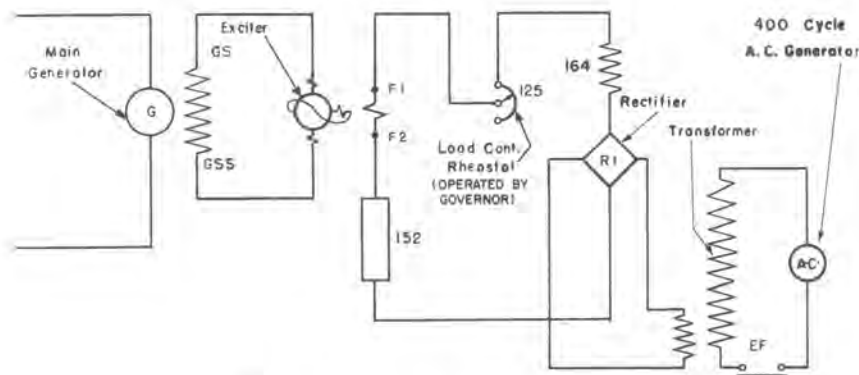 Main
Generator
G
GS
GSS
Exciter
F1
F2
152
125
Load Cont.
Rheostat
(OPERATED BY
GOVERNOR)
164
Rectifier
R1
Transformer
400 Cycle
A.C. Generator
A.C.
EF